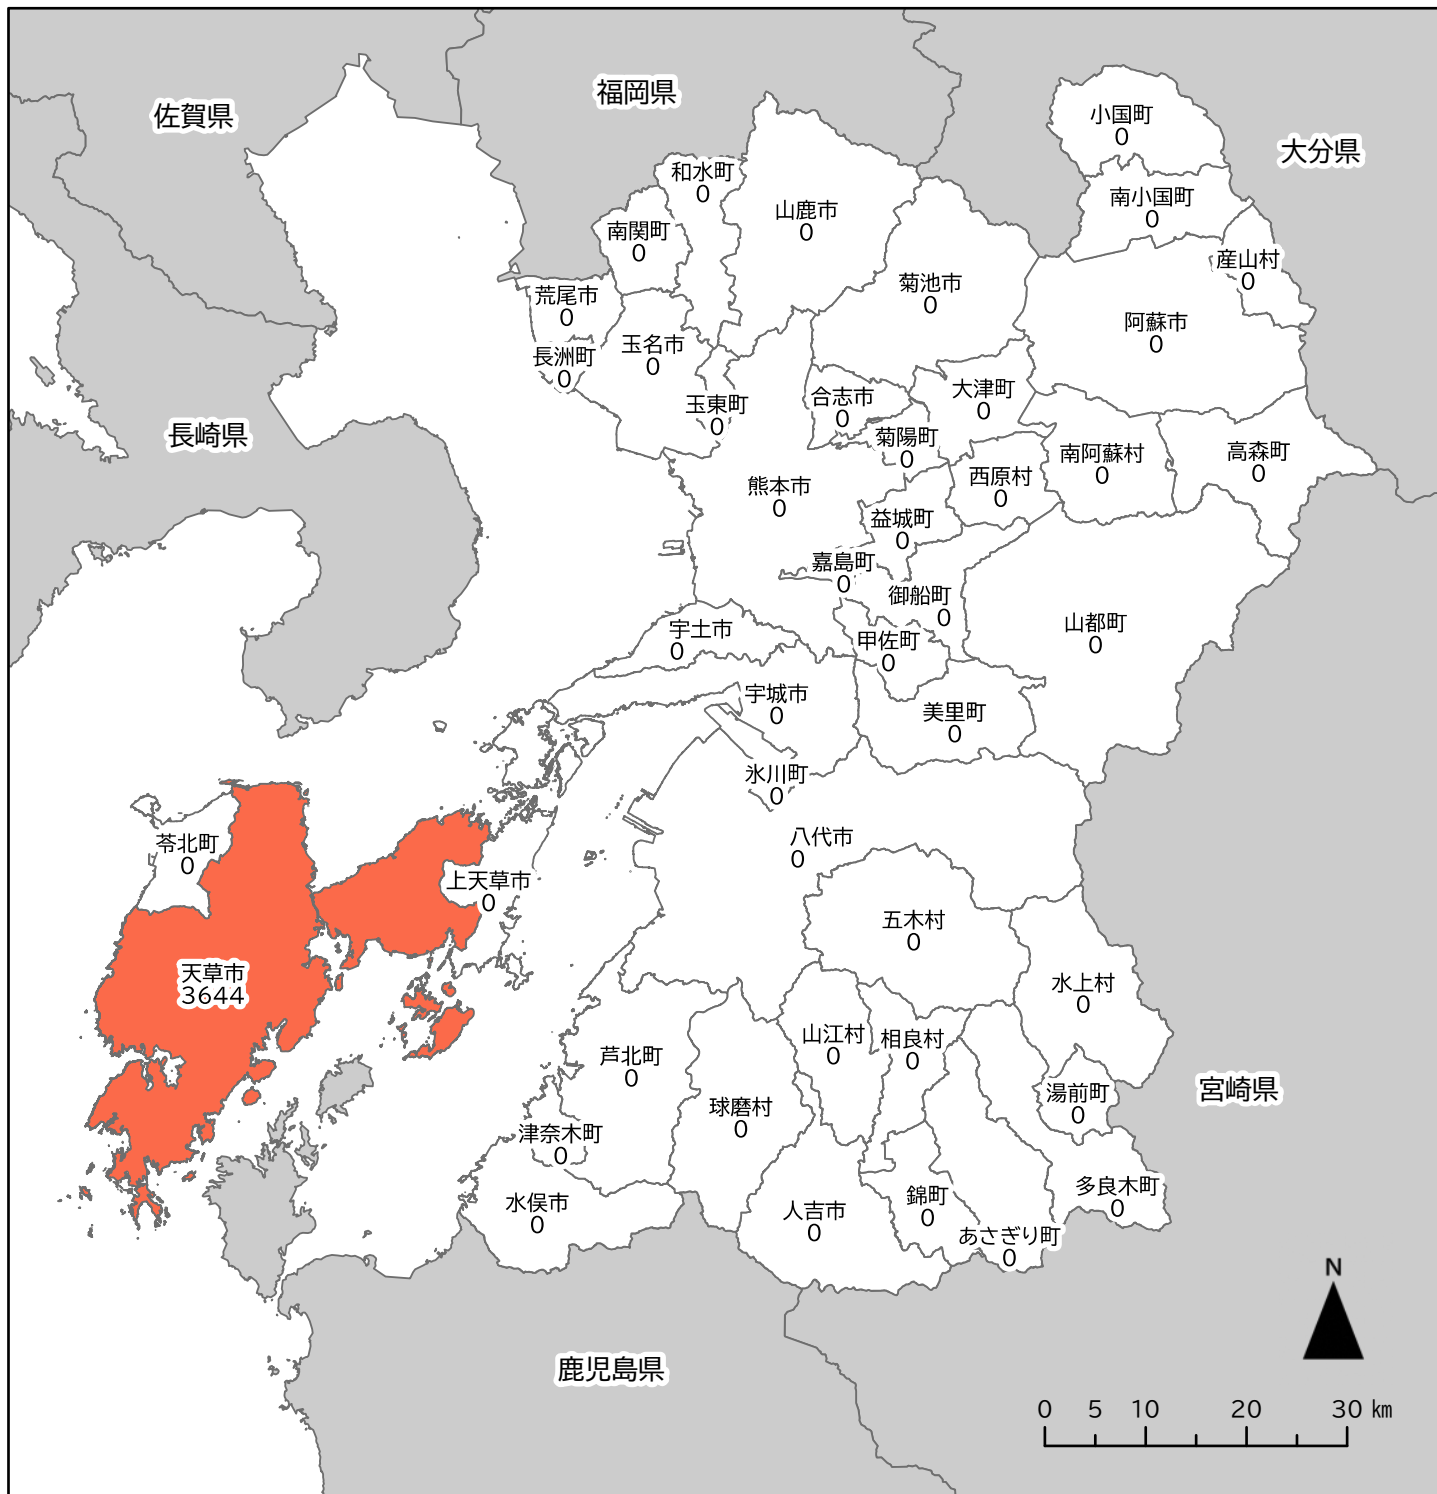 福岡県
佐賀県
小国町
0
大分県
和水町
0
南小国町
0
山鹿市
0
南関町
0
産山村
0
菊池市
0
荒尾市
0
阿蘇市
0
玉名市
0
長洲町
0
大津町
0
合志市
0
玉東町
0
長崎県
菊陽町
0
南阿蘇村
0
高森町
0
西原村
0
熊本市
0
益城町
0
嘉島町
0
御船町
0
山都町
0
宇土市
0
甲佐町
0
宇城市
0
美里町
0
氷川町
0
八代市
0
苓北町
0
上天草市
0
五木村
0
天草市
3644
水上村
0
山江村
0
相良村
0
芦北町
0
湯前町
0
宮崎県
球磨村
0
津奈木町
0
多良木町
0
錦町
0
水俣市
0
人吉市
0
あさぎり町
0
N
鹿児島県
0 5 10 20 30 km